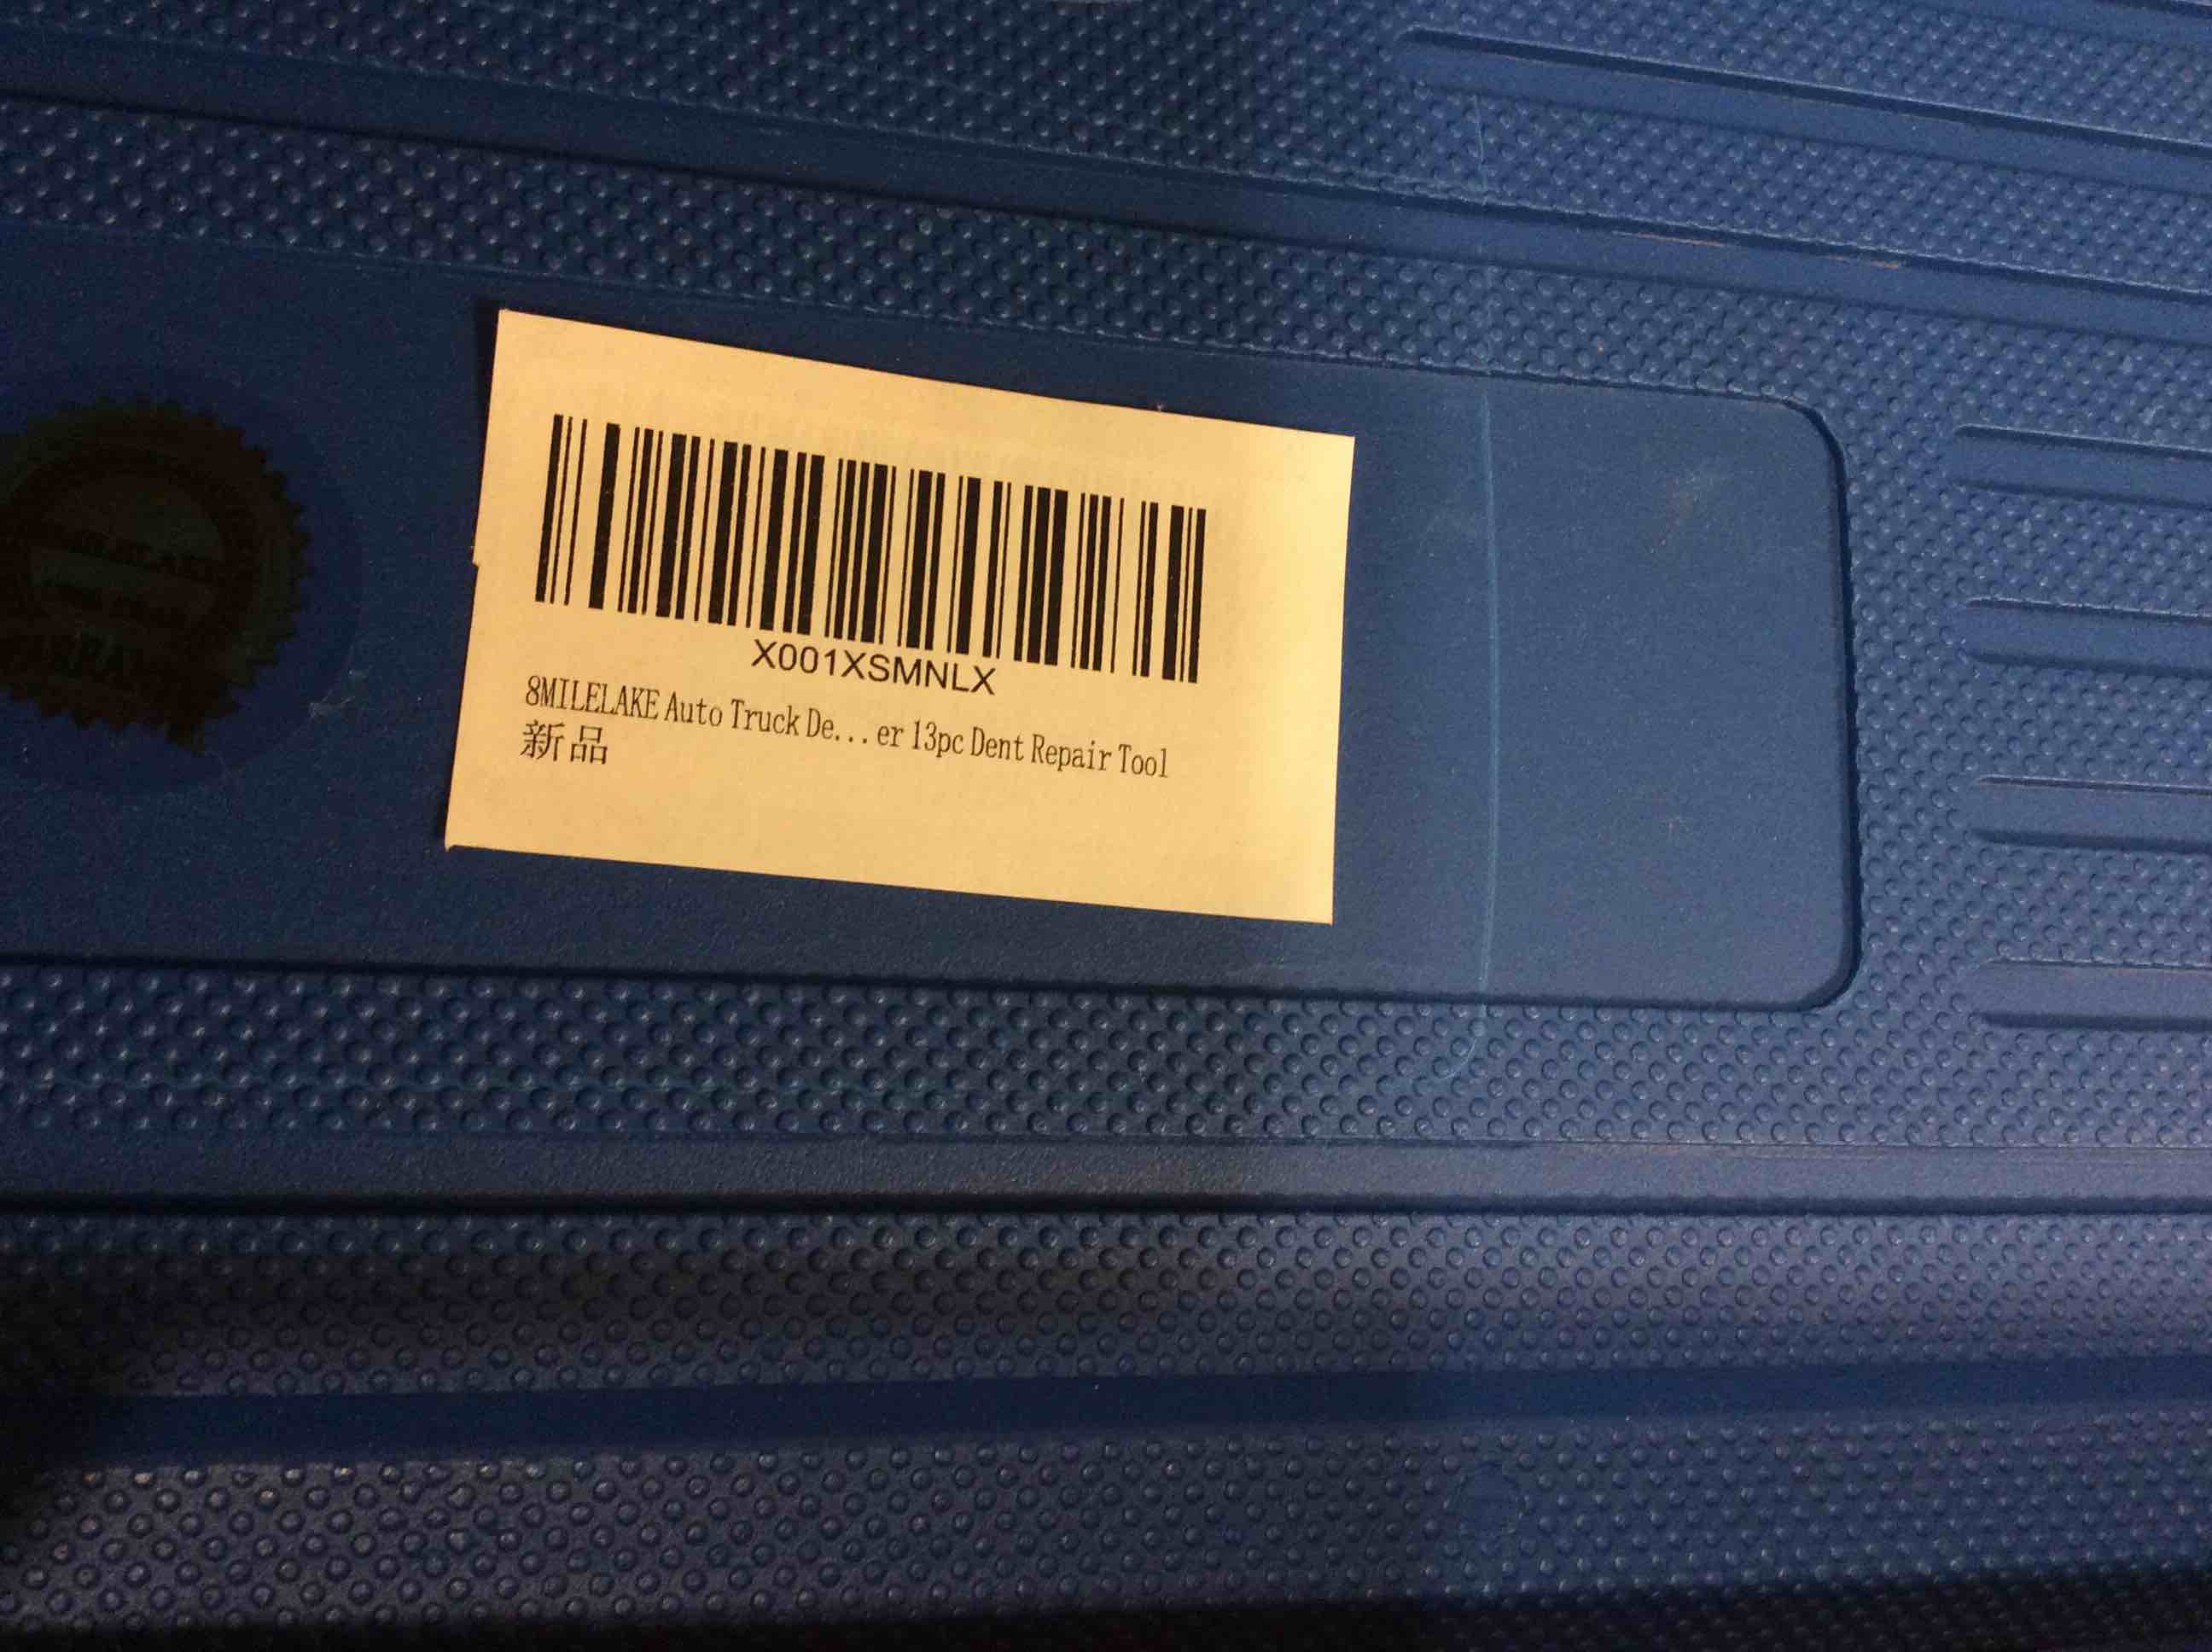 X001XSMNLX
8MILELAKE Auto Truck De...er 13pc Dent Repair Tool
新品